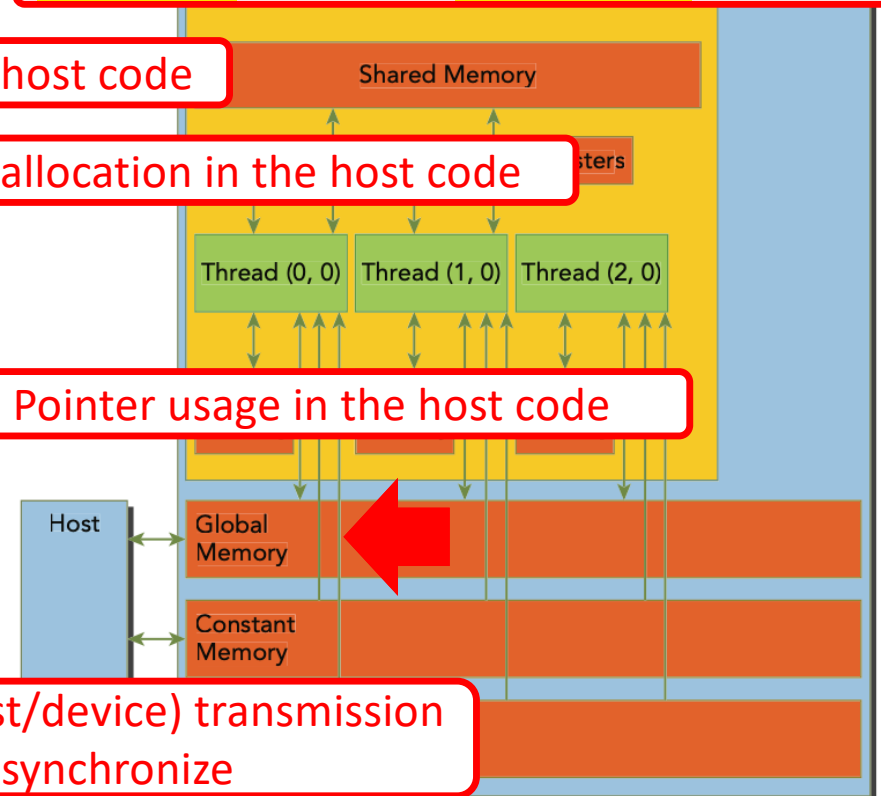 host code
Shared Memory
allocation in the host code
sters
Thread (0, 0) Thread (1, 0) Thread (2, 0)
Pointer usage in the host code
Host
Global
Memory
Constant
Memory
st/device) transmission
synchronize